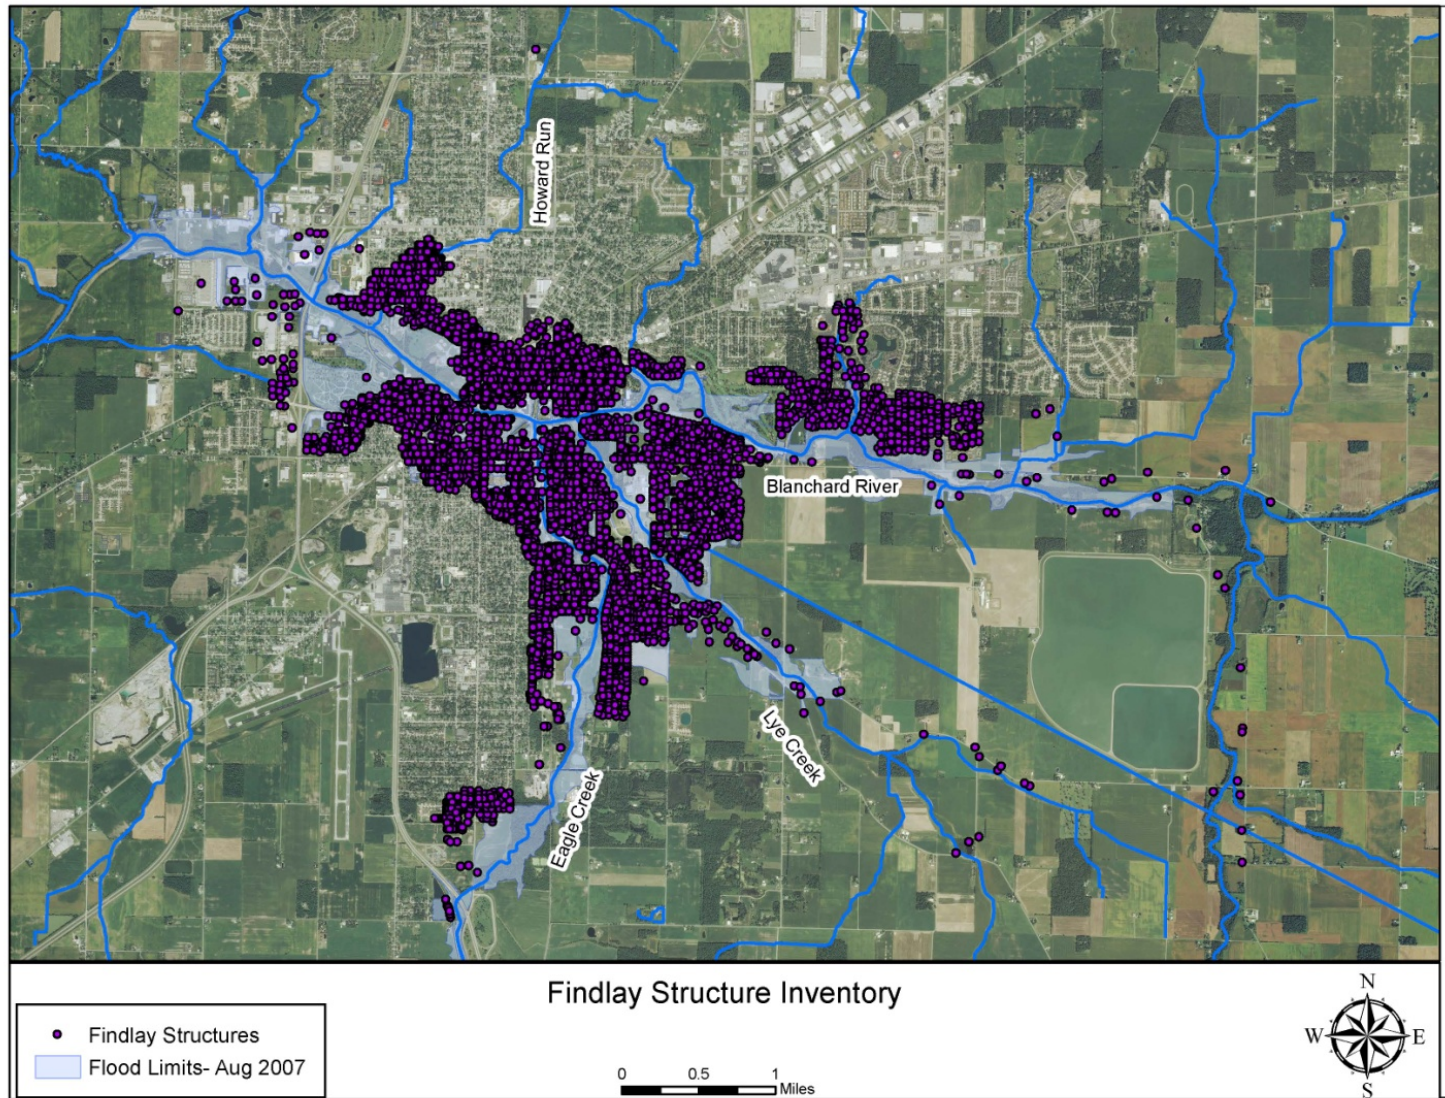 Howard Run
Blanchard River
Lye Creek
Eagle Creek
Findlay Structure Inventory
Findlay Structures
Flood Limits- Aug 2007
0 0.5 1
Miles
N
W E
S